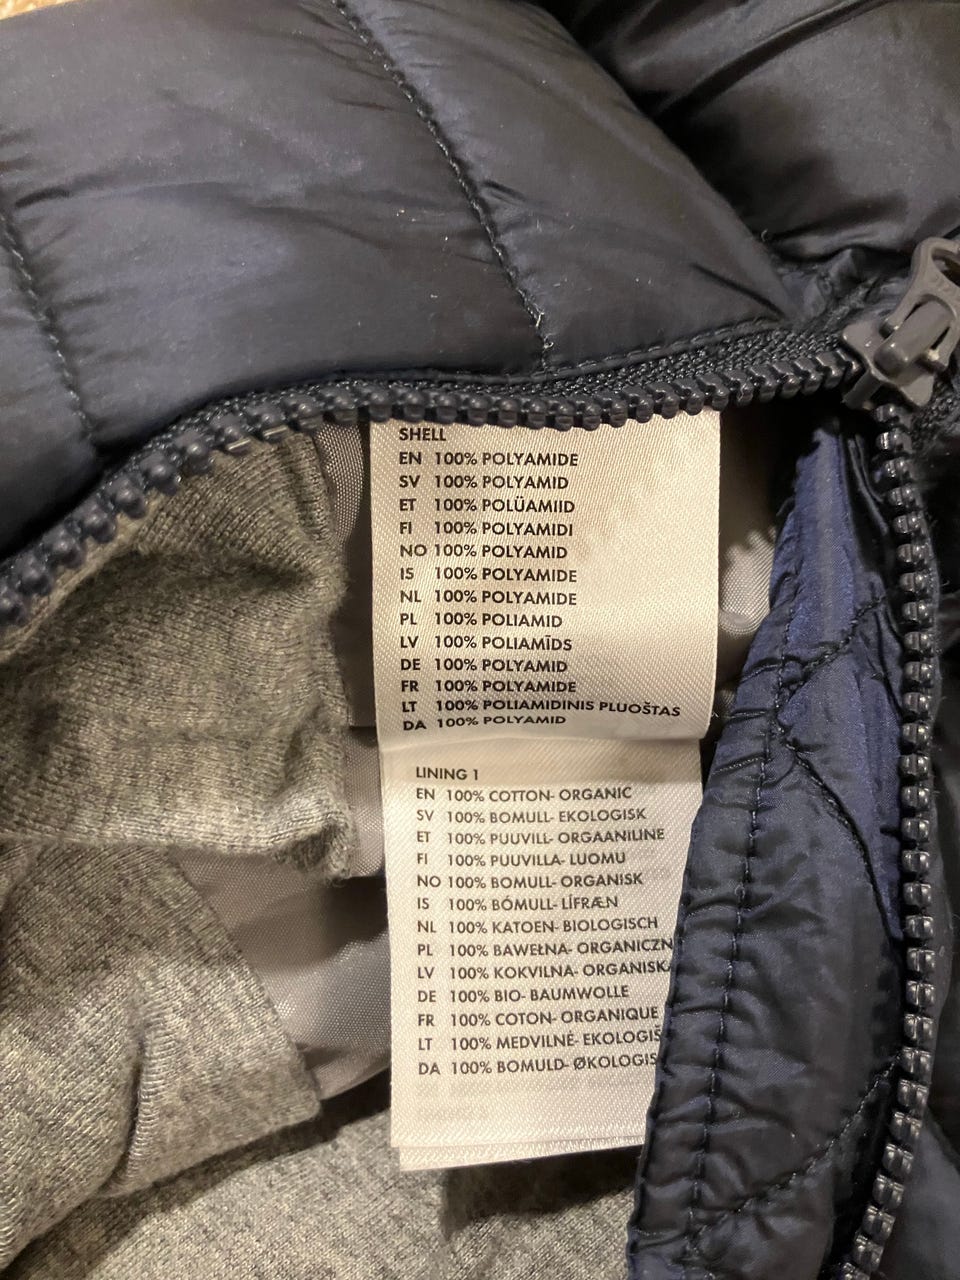 SHELL
EN 100% POLYAMIDE
SV 100% POLYAMID
ET 100% POLÜAMIID
FI 100% POLYAMIDI
NO 100% POLYAMID
IS 100% POLYAMIDE
NL 100% POLYAMIDE
PL 100% POLIAMID
LV 100% POLIAMĪDS
DE 100% POLYAMID
FR 100% POLYAMIDE
LT 100% POLIAMIDINIS PLUOŠTAS
DA 100% POLYAMID
LINING 1
EN 100% COTTON- ORGANIC
SV 100% BOMULL- EKOLOGISK
ET 100% PUUVILL- ORGAANILINE
FI 100% PUUVILLA- LUOMU
NO 100% BOMULL- ORGANISK
IS 100% BÓMULL- LÍFRÆN
NL 100% KATOEN- BIOLOGISCH
PL 100% BAWEŁNA- ORGANICZN
LV 100% KOKVILNA- ORGANISKA
DE 100% BIO- BAUMWOLLE
FR 100% COTON- ORGANIQUE
LT 100% MEDVILNĖ- EKOLOGIŠ
DA 100% BOMULD- ØKOLOGIS